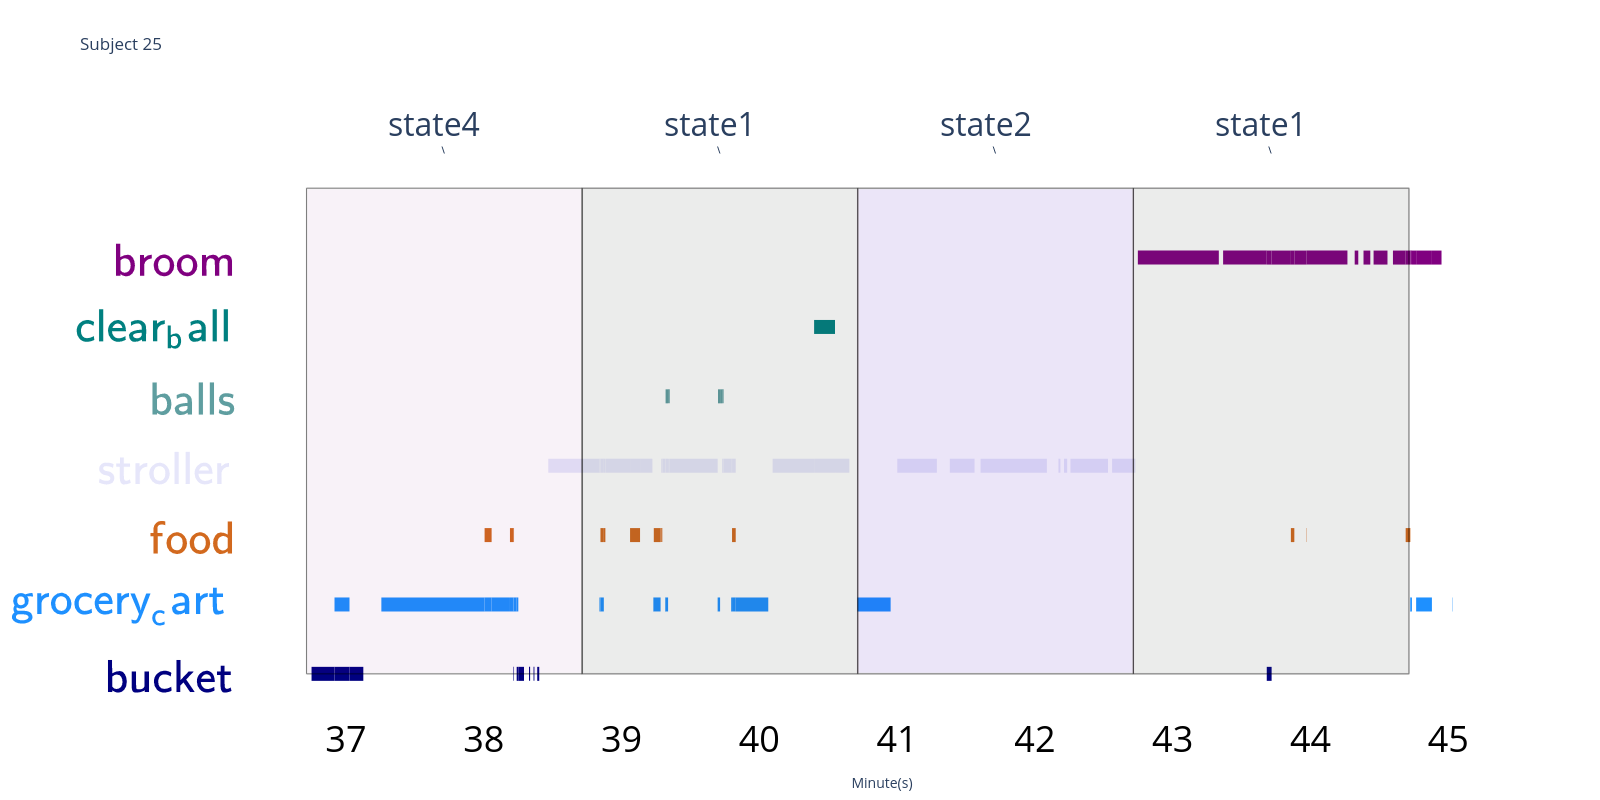 Subject 25
state4 state1 state2 state1
broom
clear_ball
balls
stroller
food
grocery_cart
bucket
37 38 39 40 41 42 43 44 45
Minute(s)